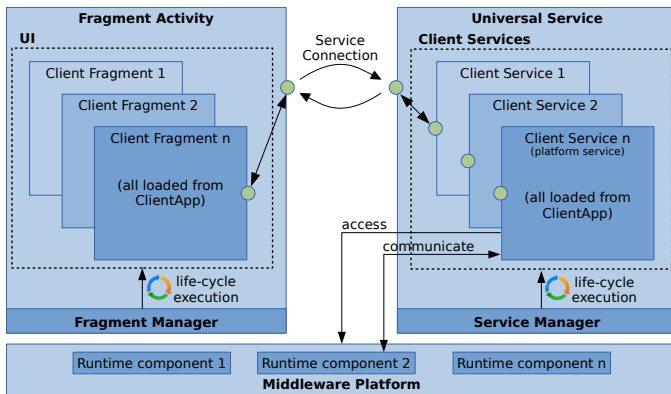 Fragment Activity
UI
Client Fragment 1
Client Fragment 2
Client Fragment n
(all loaded from
ClientApp)
life-cycle
execution
Fragment Manager
Service
Connection
Universal Service
Client Services
Client Service 1
Client Service 2
Client Service n
(platform service)
(all loaded from
ClientApp)
access
communicate
life-cycle
execution
Service Manager
Runtime component 1
Runtime component 2
Runtime component n
Middleware Platform